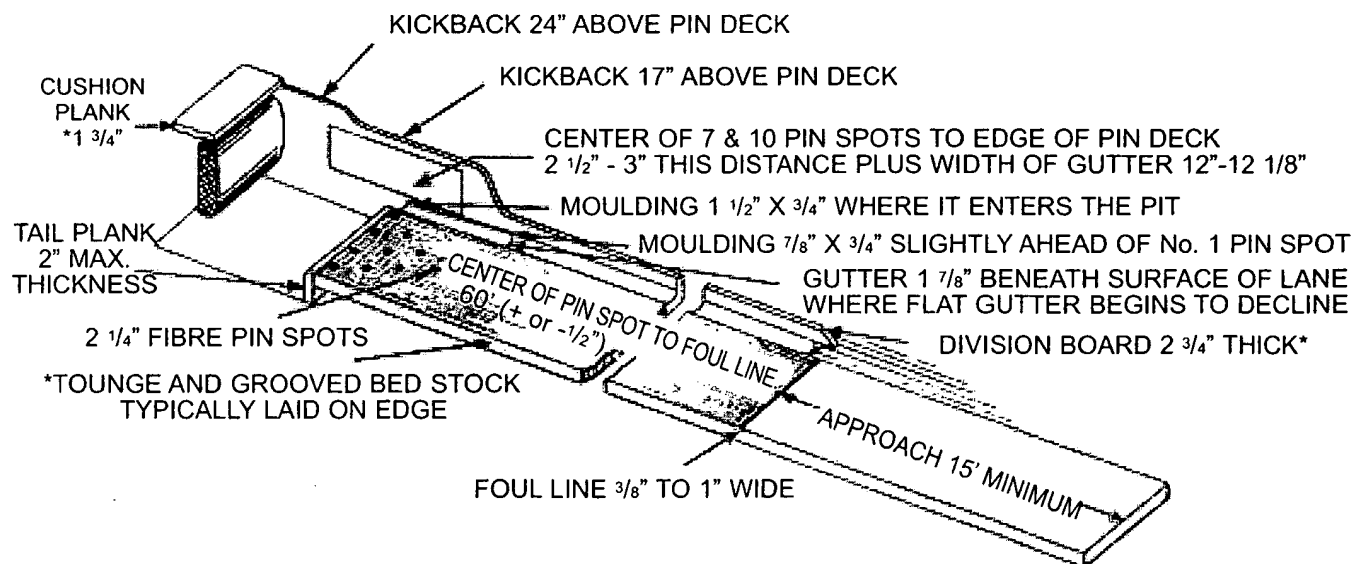 KICKBACK 24” ABOVE PIN DECK
KICKBACK 17” ABOVE PIN DECK
CUSHION
PLANK
*1 3/4”
CENTER OF 7 & 10 PIN SPOTS TO EDGE OF PIN DECK
2 1/2” - 3” THIS DISTANCE PLUS WIDTH OF GUTTER 12”-12 1/8”
MOULDING 1 1/2” X 3/4” WHERE IT ENTERS THE PIT
TAIL PLANK
2” MAX.
THICKNESS
MOULDING 7/8” X 3/4” SLIGHTLY AHEAD OF No. 1 PIN SPOT
GUTTER 1 7/8” BENEATH SURFACE OF LANE
WHERE FLAT GUTTER BEGINS TO DECLINE
CENTER OF PIN SPOT TO FOUL LINE
60’ (+ or -1/2”)
2 1/4” FIBRE PIN SPOTS
DIVISION BOARD 2 3/4” THICK*
*TOUNGE AND GROOVED BED STOCK
TYPICALLY LAID ON EDGE
APPROACH 15’ MINIMUM
FOUL LINE 3/8” TO 1” WIDE